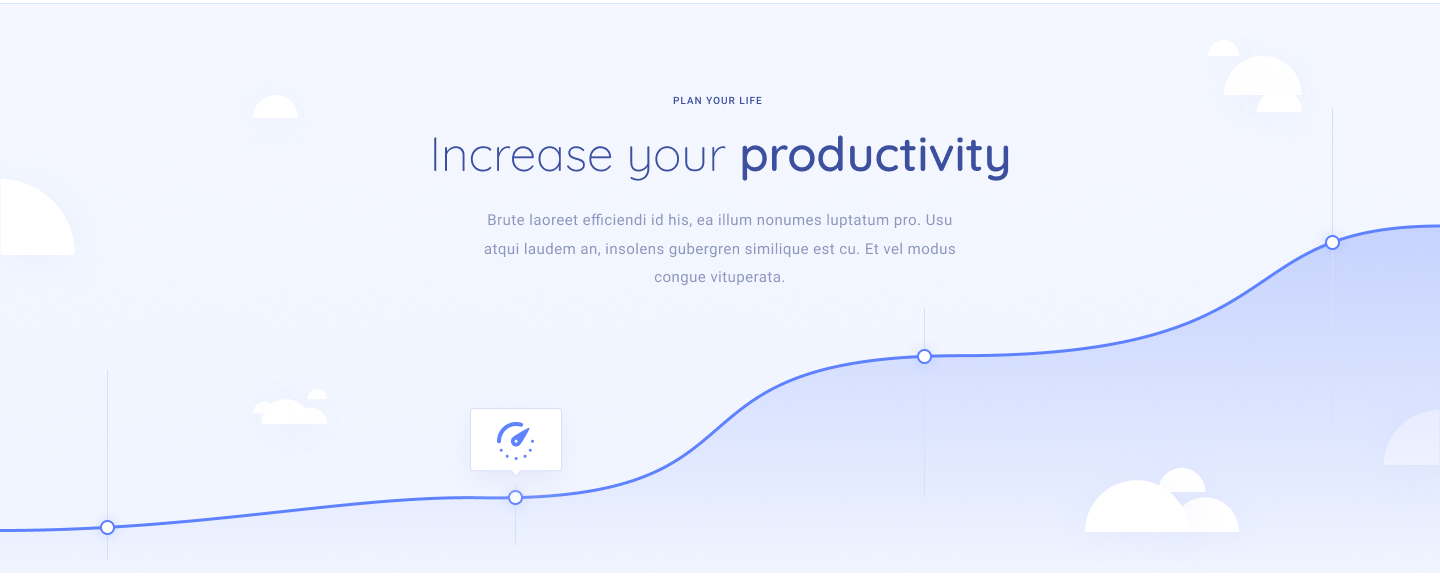 PLAN YOUR LIFE
Increase your productivity
Brute laoreet efficiendi id his, ea illum nonumes luptatum pro. Usu
atqui laudem an, insolens gubergren similique est cu. Et vel modus
congue vituperata.